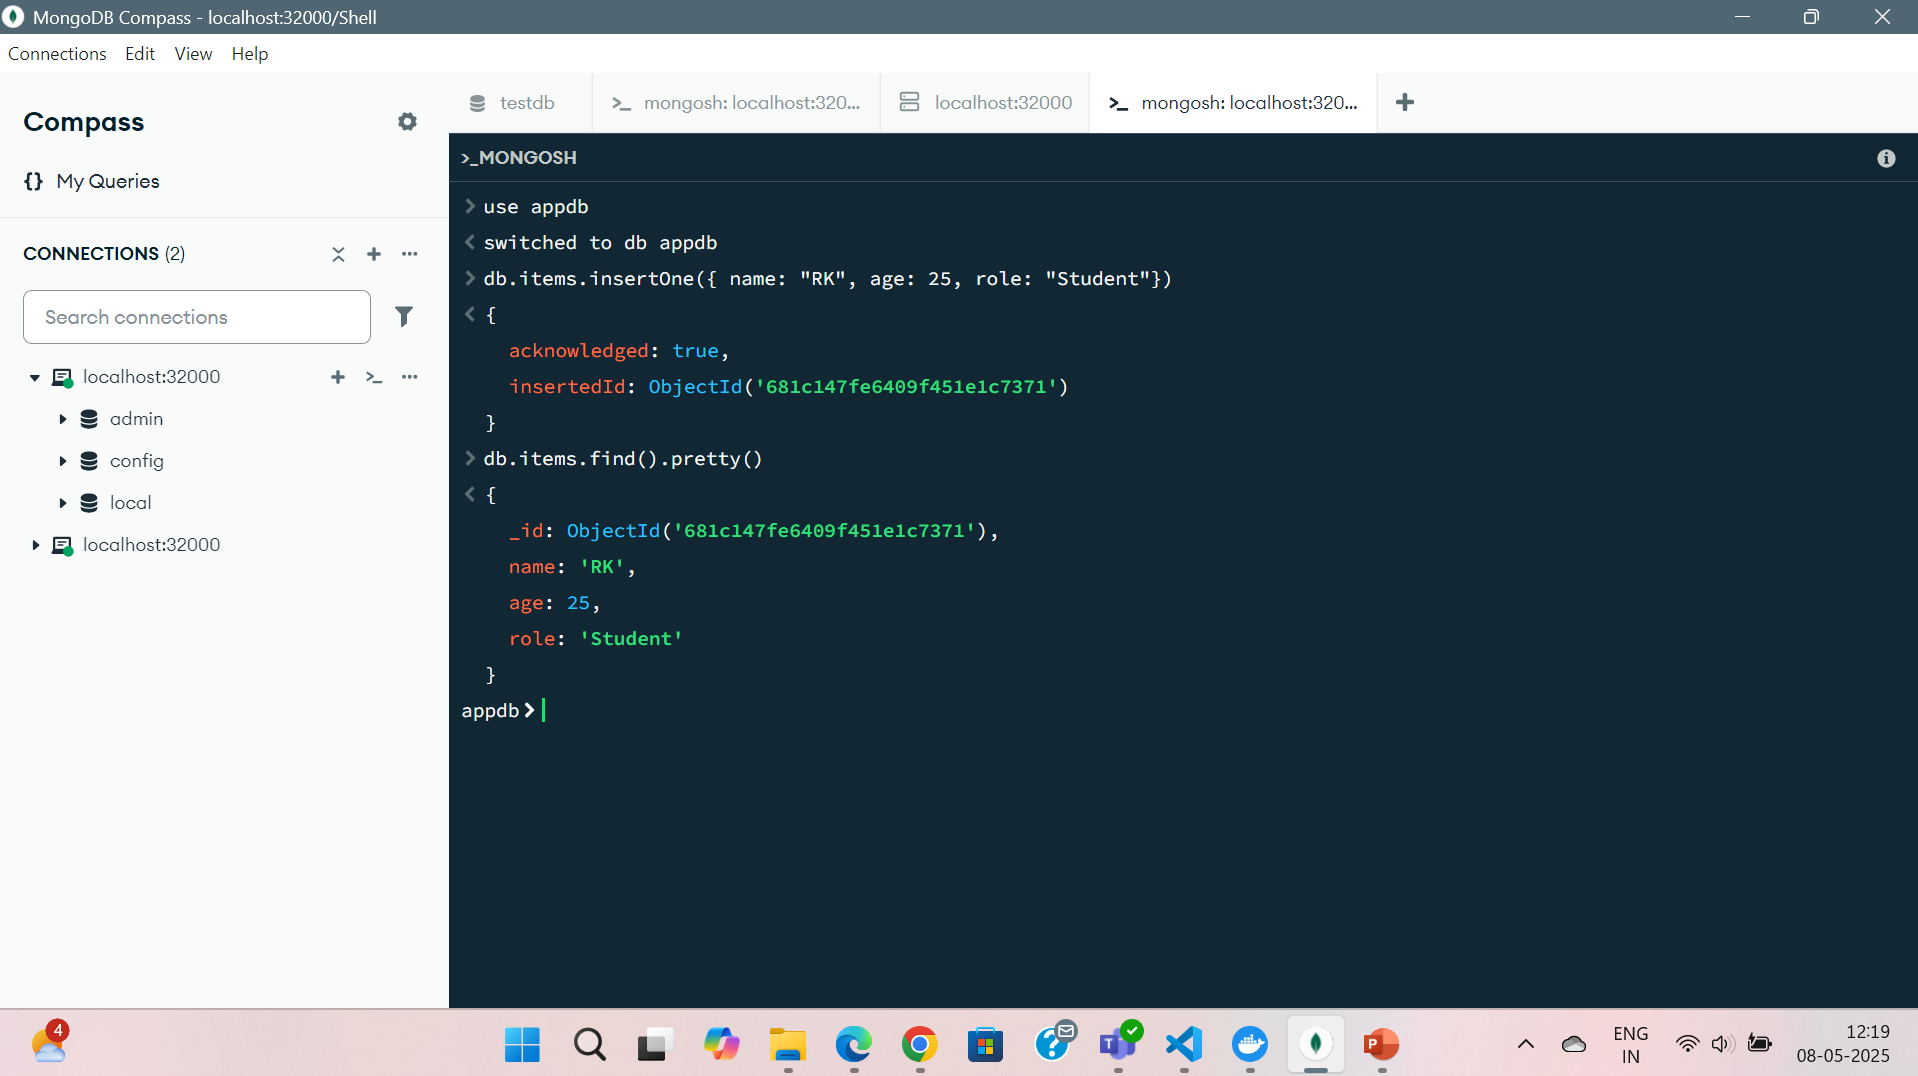 MongoDB Compass - localhost:32000/Shell
Connections Edit View Help
Compass
{} My Queries
CONNECTIONS (2)
Search connections
localhost:32000
admin
config
local
localhost:32000
testdb
>_ mongosh: localhost:320...
localhost:32000
>_ mongosh: localhost:320...
>_MONGOSH
> use appdb
< switched to db appdb
> db.items.insertOne({ name: "RK", age: 25, role: "Student"})
< {
acknowledged: true,
insertedId: ObjectId('681c147fe6409f451e1c7371')
}
> db.items.find().pretty()
< {
_id: ObjectId('681c147fe6409f451e1c7371'),
name: 'RK',
age: 25,
role: 'Student'
}
appdb>
4
ENG
IN
12:19
08-05-2025